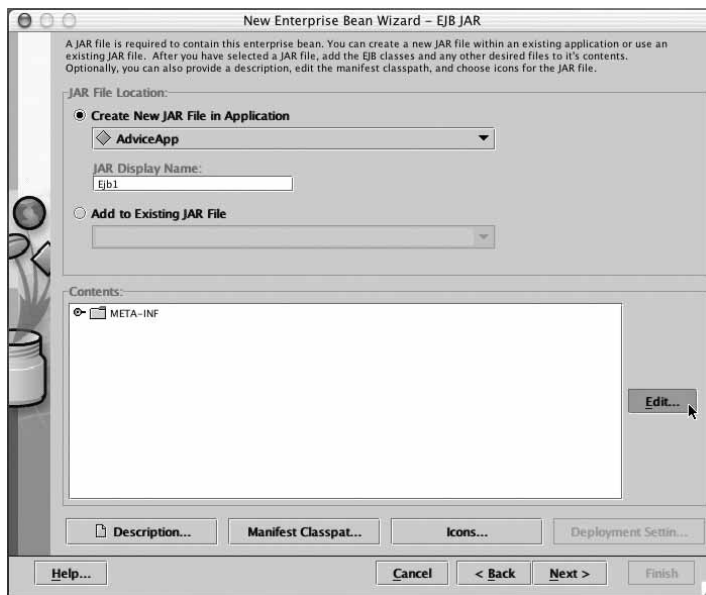 New Enterprise Bean Wizard - EJB JAR
A JAR file is required to contain this enterprise bean. You can create a new JAR file within an existing application or use an
existing JAR file. After you have selected a JAR file, add the EJB classes and any other desired files to it's contents.
Optionally, you can also provide a description, edit the manifest classpath, and choose icons for the JAR file.
JAR File Location:
Create New JAR File in Application
AdviceApp
JAR Display Name:
Ejb1
Add to Existing JAR File
Contents:
META-INF
Edit...
Description...
Manifest Classpat...
Icons...
Deployment Settin...
Help...
Cancel
< Back
Next >
Finish